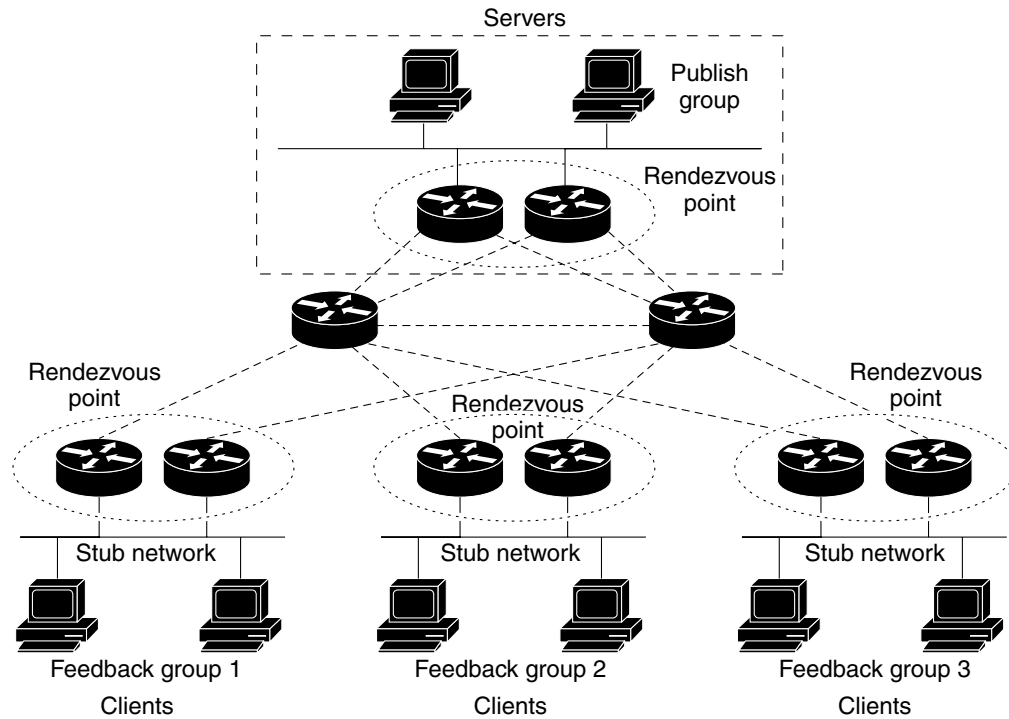 Servers
Publish
group
Rendezvous
point
Rendezvous
point
Rendezvous
point
Rendezvous
point
Stub network
Stub network
Stub network
Feedback group 1
Feedback group 2
Feedback group 3
Clients
Clients
Clients